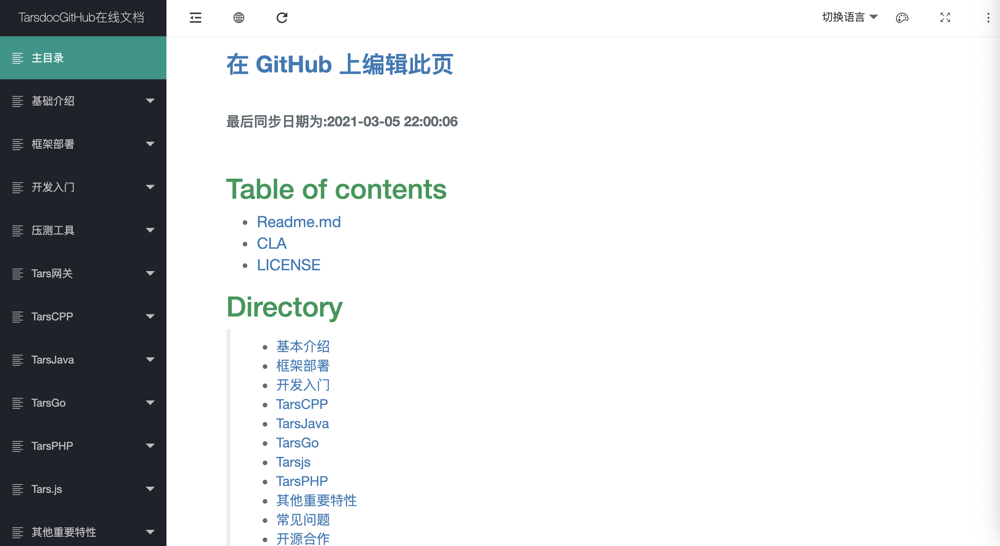 TarsdocGitHub在线文档
主目录
基础介绍
框架部署
开发入门
压测工具
Tars网关
TarsCPP
TarsJava
TarsGo
TarsPHP
Tars.js
其他重要特性
切换语言
在 GitHub 上编辑此页
最后同步日期为:2021-03-05 22:00:06
Table of contents
Readme.md
CLA
LICENSE
Directory
基本介绍
框架部署
开发入门
TarsCPP
TarsJava
TarsGo
Tarsjs
TarsPHP
其他重要特性
常见问题
开源合作